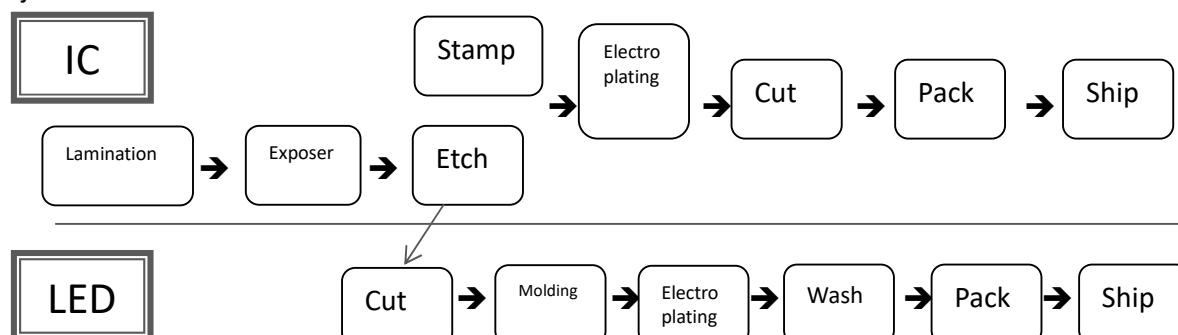 IC
Stamp
Electro
plating
Cut
Pack
Ship
Lamination
Exposer
Etch
LED
Cut
Molding
Electro
plating
Wash
Pack
Ship